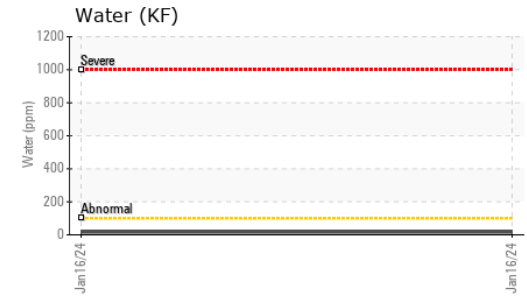 Water (KF)
1200
Severe
1000
800
Water (ppm)
600
400
200
Abnormal
0
Jan16/24
Jan16/24